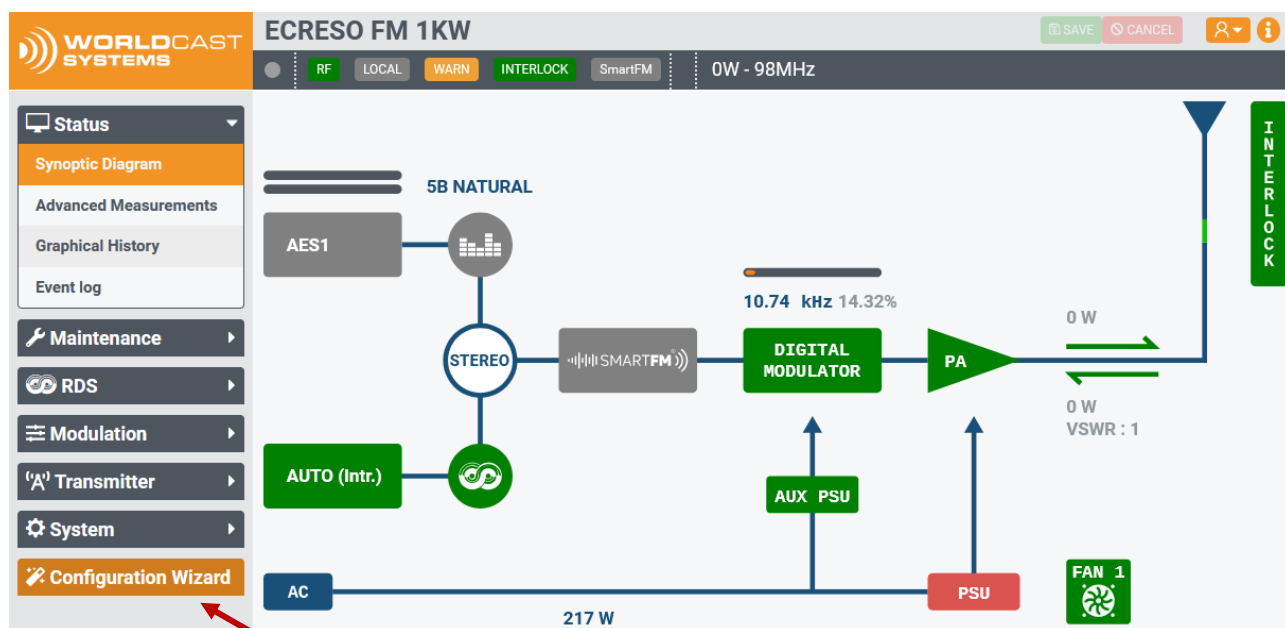 WORLDCAST
SYSTEMS
ECRESO FM 1KW
SAVE
CANCEL
RF
LOCAL
WARN
INTERLOCK
SmartFM
0W - 98MHz
Status
Synoptic Diagram
Advanced Measurements
Graphical History
Event log
Maintenance
RDS
Modulation
Transmitter
System
Configuration Wizard
5B NATURAL
AES1
STEREO
SMARTFM
10.74 kHz 14.32%
DIGITAL
MODULATOR
PA
0 W
0 W
VSWR : 1
AUTO (Intr.)
AUX PSU
AC
217 W
PSU
FAN 1
INTERLOCK